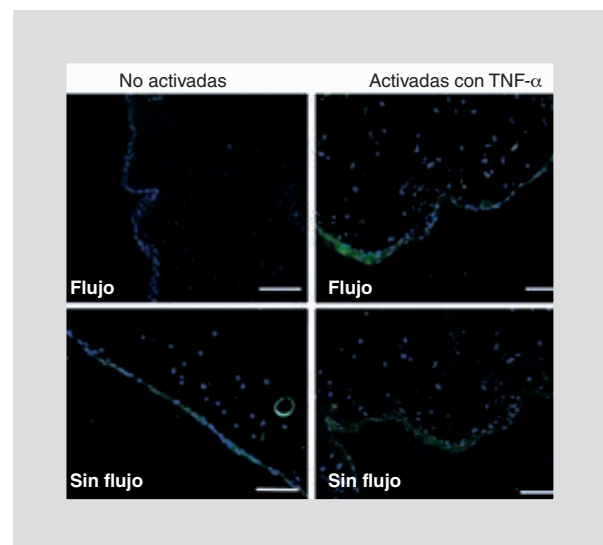 No activadas
Activadas con TNF-α
Flujo
Flujo
Sin flujo
Sin flujo